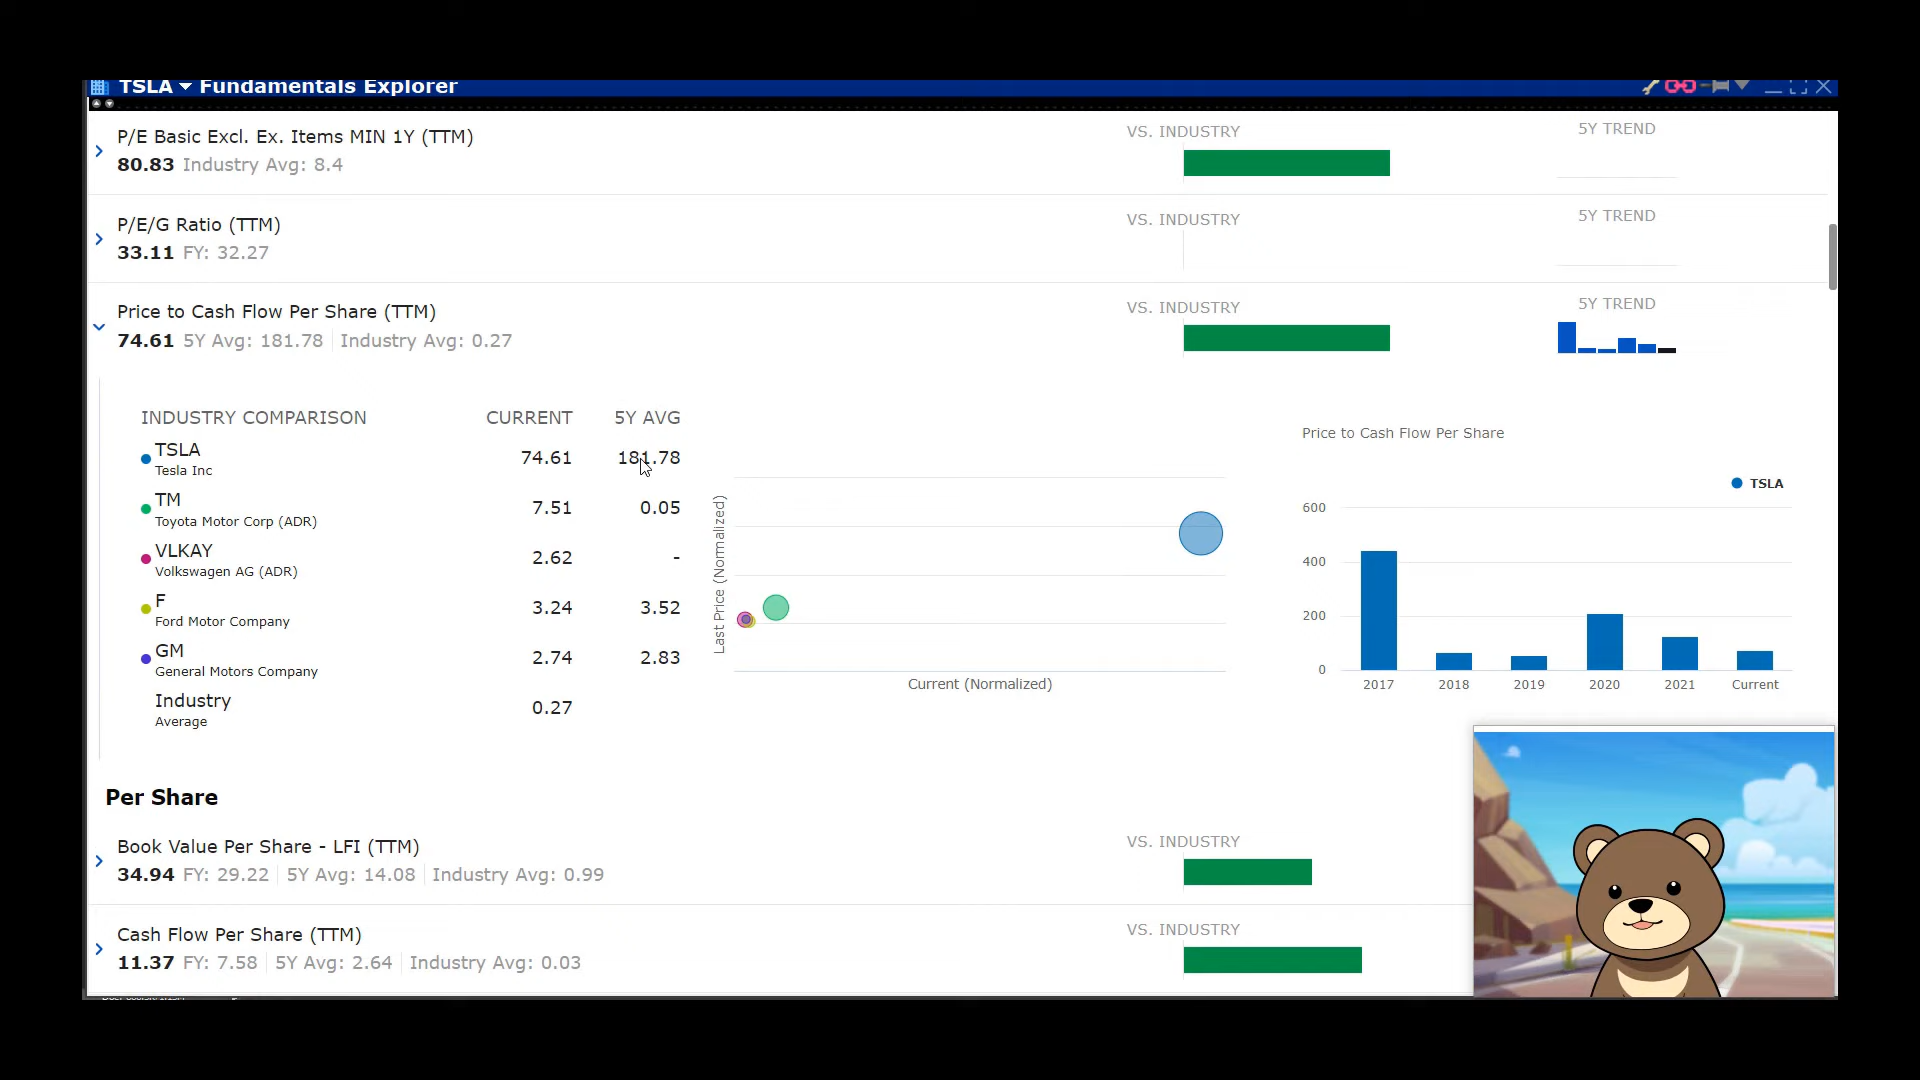 TSLA Fundamentals Explorer
P/E Basic Excl. Ex. Items MIN 1Y (TTM)
80.83 Industry Avg: 8.4
VS. INDUSTRY
5Y TREND
P/E/G Ratio (TTM)
33.11 FY: 32.27
VS. INDUSTRY
5Y TREND
Price to Cash Flow Per Share (TTM)
74.61 5Y Avg: 181.78 Industry Avg: 0.27
VS. INDUSTRY
5Y TREND
INDUSTRY COMPARISON CURRENT 5Y AVG
TSLA 74.61 181.78
Tesla Inc
TM 7.51 0.05
Toyota Motor Corp (ADR)
VLKAY 2.62 -
Volkswagen AG (ADR)
F 3.24 3.52
Ford Motor Company
GM 2.74 2.83
General Motors Company
Industry 0.27
Average
Last Price (Normalized)
Current (Normalized)
Price to Cash Flow Per Share
TSLA
600
400
200
0
2017 2018 2019 2020 2021 Current
Per Share
Book Value Per Share - LFI (TTM)
34.94 FY: 29.22 5Y Avg: 14.08 Industry Avg: 0.99
VS. INDUSTRY
Cash Flow Per Share (TTM)
11.37 FY: 7.58 5Y Avg: 2.64 Industry Avg: 0.03
VS. INDUSTRY